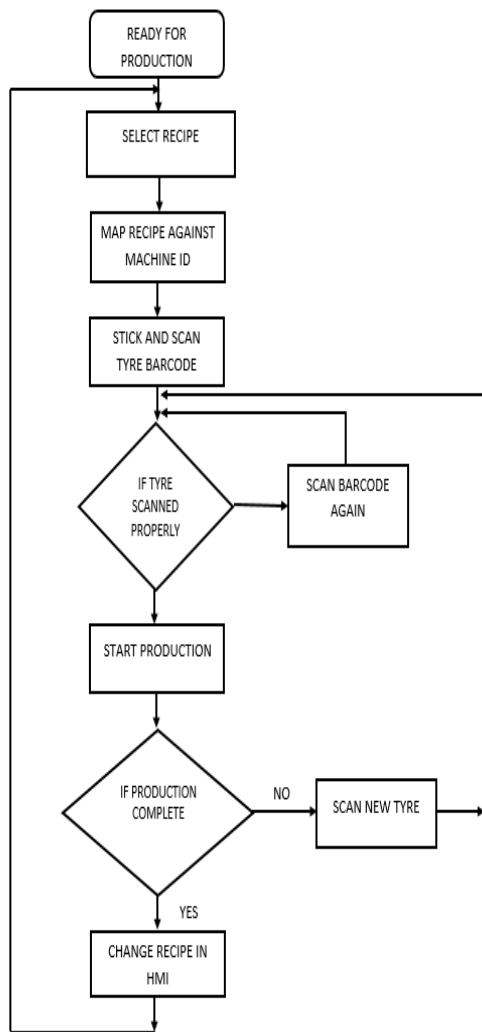 READY FOR
PRODUCTION
SELECT RECIPE
MAP RECIPE AGAINST
MACHINE ID
STICK AND SCAN
TYRE BARCODE
IF TYRE
SCANNED
PROPERLY
SCAN BARCODE
AGAIN
START PRODUCTION
IF PRODUCTION
COMPLETE
NO
SCAN NEW TYRE
YES
CHANGE RECIPE IN
HMI